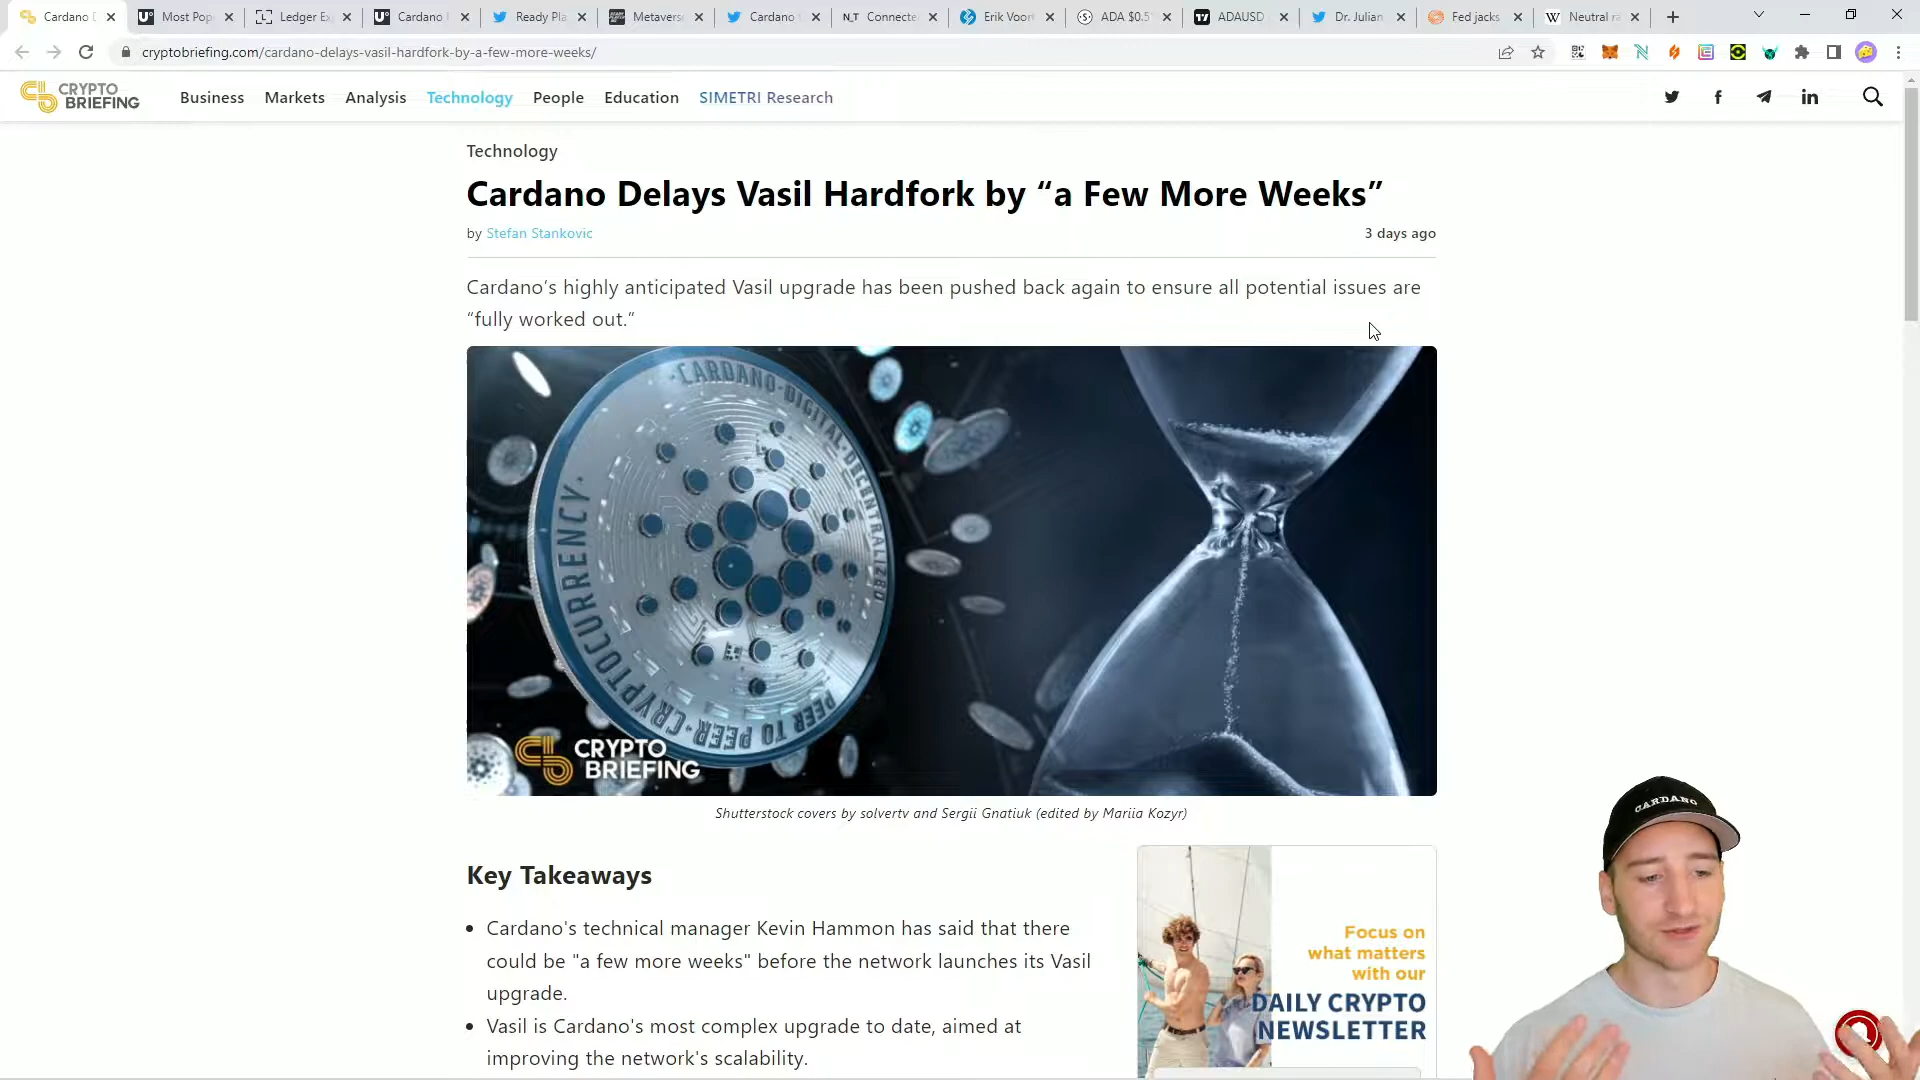 Cardano D
Most Pop
Ledger Ex
Cardano
Ready Pla
Metavers
Cardano
Connecte
Erik Voor
ADA $0.5
ADAUSD
Dr. Julian
Fed jacks
Neutral ra
cryptobriefing.com/cardano-delays-vasil-hardfork-by-a-few-more-weeks/
CRYPTO
BRIEFING
Business
Markets
Analysis
Technology
People
Education
SIMETRI Research
Technology
Cardano Delays Vasil Hardfork by “a Few More Weeks”
by Stefan Stankovic
3 days ago
Cardano’s highly anticipated Vasil upgrade has been pushed back again to ensure all potential issues are
“fully worked out.”
CARDANO·DIGITAL·DECENTRALIZED
CRYPTOCURRENCY·
PEER TO PEER
CRYPTO
BRIEFING
Shutterstock covers by solvertv and Sergii Gnatiuk (edited by Mariia Kozyr)
Key Takeaways
Cardano's technical manager Kevin Hammon has said that there
could be "a few more weeks" before the network launches its Vasil
upgrade.
Vasil is Cardano's most complex upgrade to date, aimed at
improving the network's scalability.
Focus on
what matters
with our
DAILY CRYPTO
NEWSLETTER
CARDANO